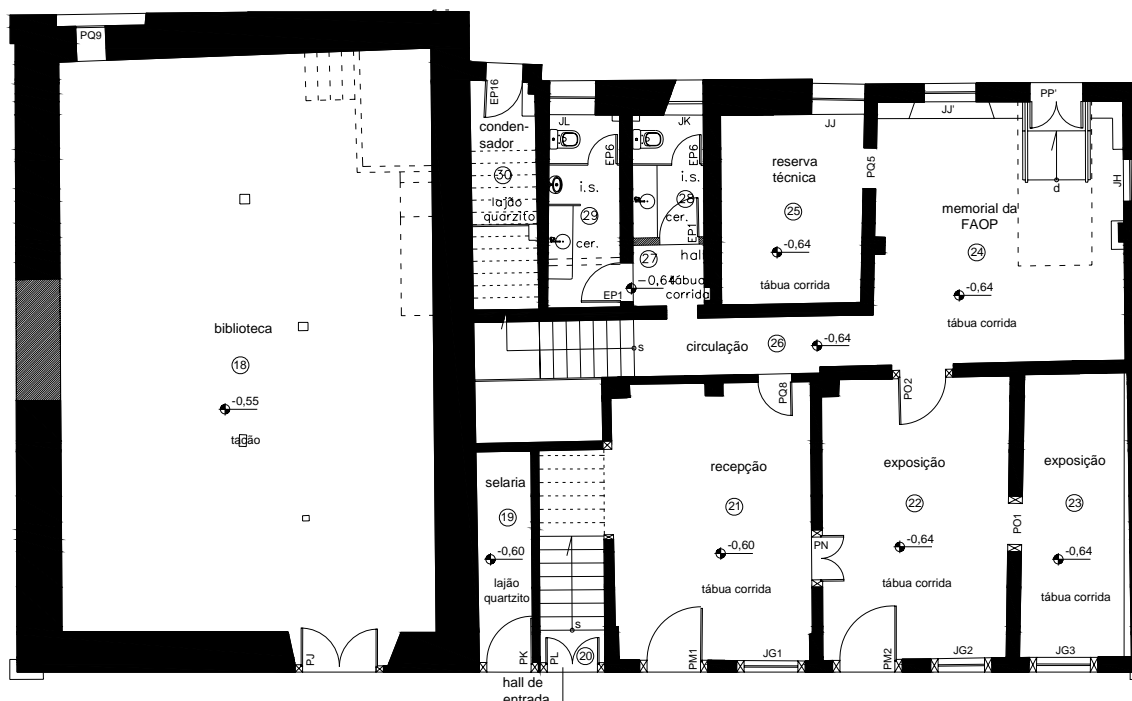 PQ9
EP16
JL
JK
JJ
JJ'
PP'
conden-
sador
30
lajão
quarzito
EP6
i.s.
29
cer.
EP1
EP6
i.s.
28
cer.
EP1
27
hall
-0,64
tábua
corrida
reserva
técnica
25
-0,64
tábua corrida
PQ5
d
JH
memorial da
FAOP
24
-0,64
tábua corrida
biblioteca
18
-0,55
tacão
s
circulação
26
-0,64
PQ8
PO2
selaria
19
-0,60
lajão
quartzito
recepção
21
-0,60
tábua corrida
exposição
22
-0,64
tábua corrida
PN
PO1
exposição
23
-0,64
tábua corrida
s
PJ
PK
PL
20
PM1
JG1
PM2
JG2
JG3
hall de
entrada